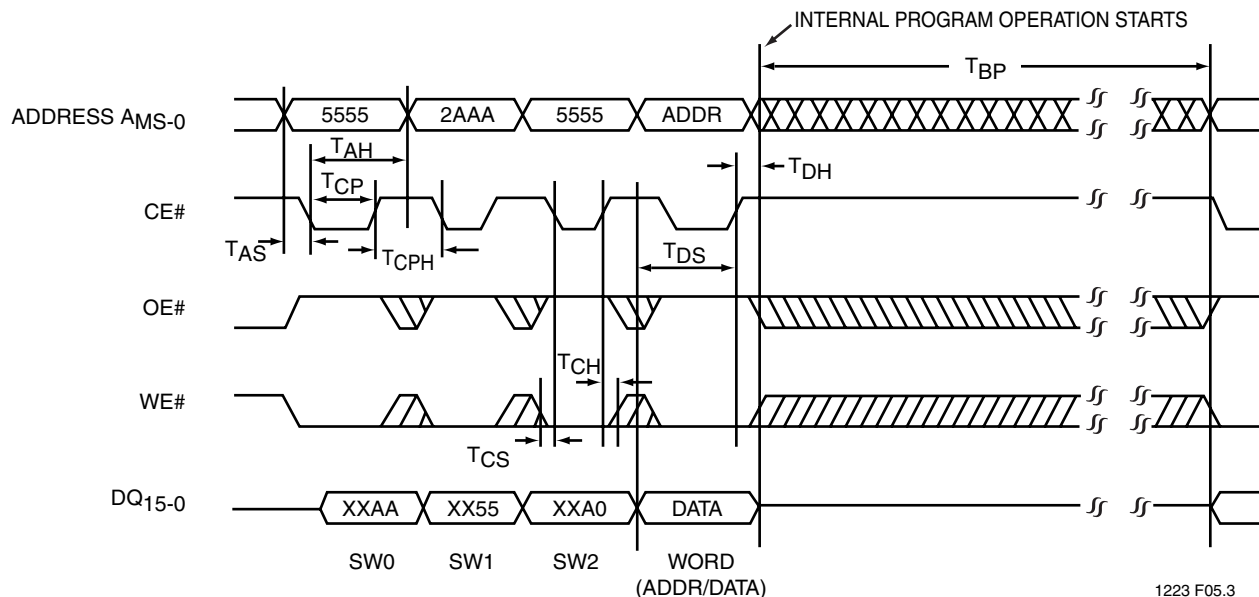 INTERNAL PROGRAM OPERATION STARTS
TBP
ADDRESS AMS-0
5555
2AAA
5555
ADDR
TAH
TDH
TCP
CE#
TAS
TCPH
TDS
OE#
TCH
WE#
TCS
DQ15-0
XXAA
XX55
XXA0
DATA
SW0
SW1
SW2
WORD
(ADDR/DATA)
1223 F05.3